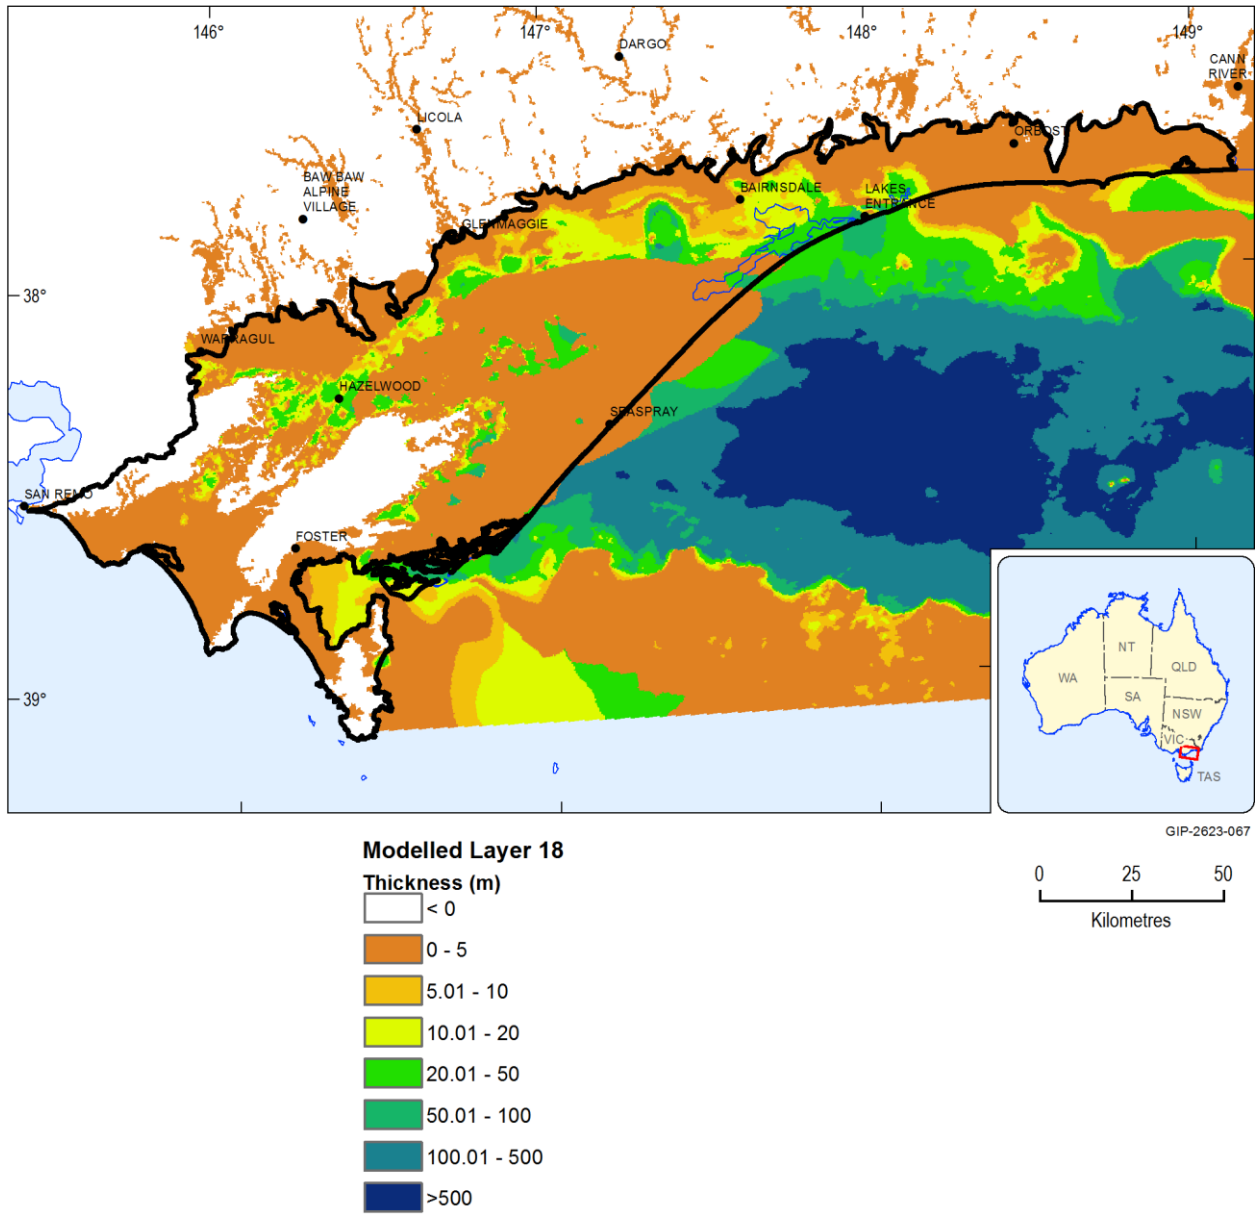 146°
147°
148°
149°
DARGO
CANN
RIVER
LICOLA
ORBOST
BAW BAW
ALPINE
VILLAGE
BAIRNSDALE
LAKES
ENTRANCE
GLENMAGGIE
38°
WARRAGUL
HAZELWOOD
SEASPRAY
SAN REMO
FOSTER
39°
NT
QLD
WA
SA
NSW
VIC
TAS
GIP-2623-067
Modelled Layer 18
Thickness (m)
< 0
0 - 5
5.01 - 10
10.01 - 20
20.01 - 50
50.01 - 100
100.01 - 500
>500
0 25 50
Kilometres